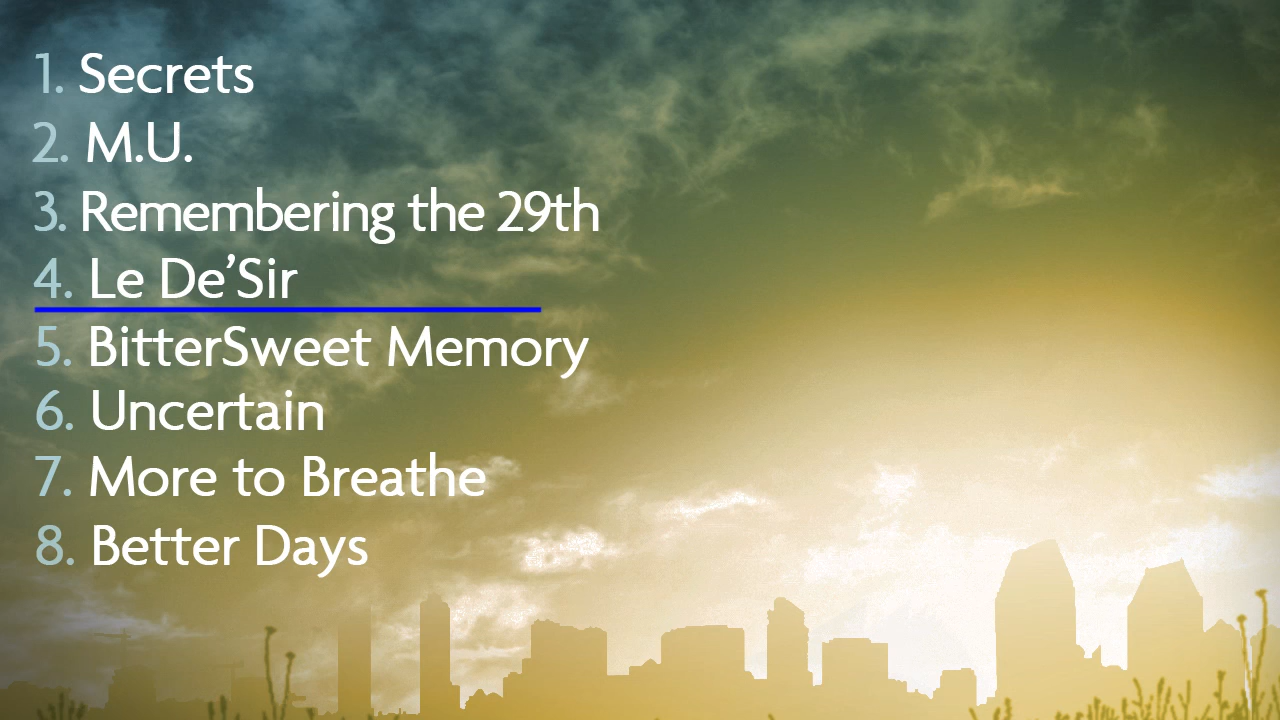 1. Secrets
2. M.U.
3. Remembering the 29th
4. Le De’Sir
5. BitterSweet Memory
6. Uncertain
7. More to Breathe
8. Better Days